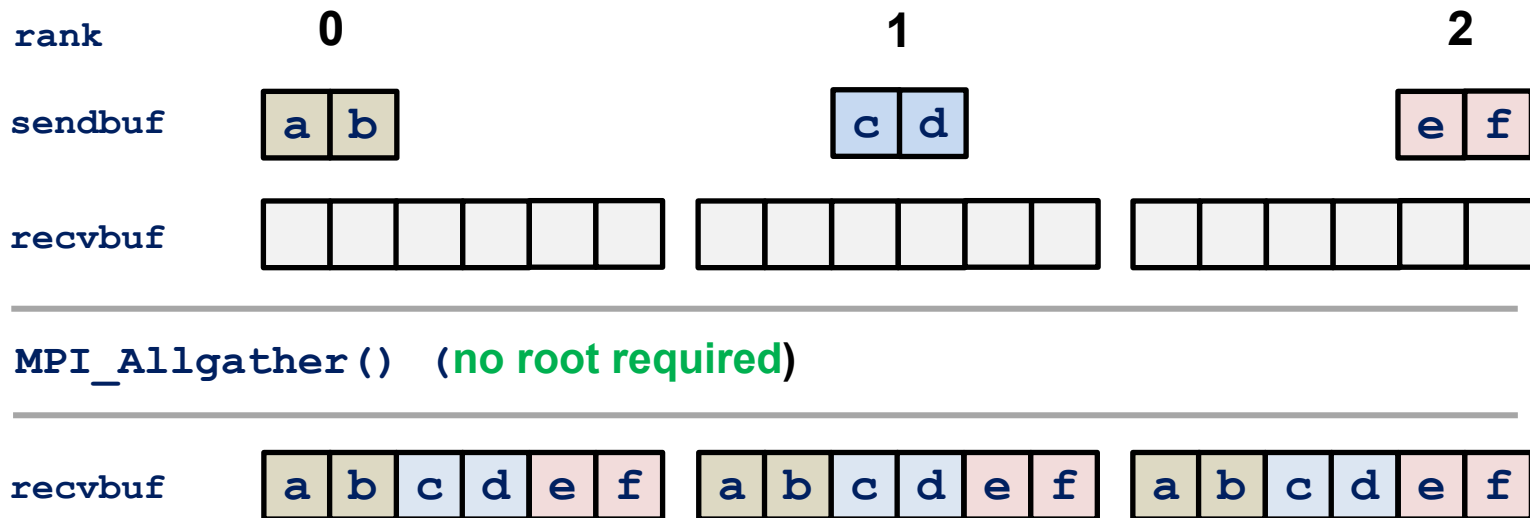 rank 0 1 2
sendbuf a b c d e f
recvbuf
MPI_Allgather() (no root required)
recvbuf a b c d e f a b c d e f a b c d e f